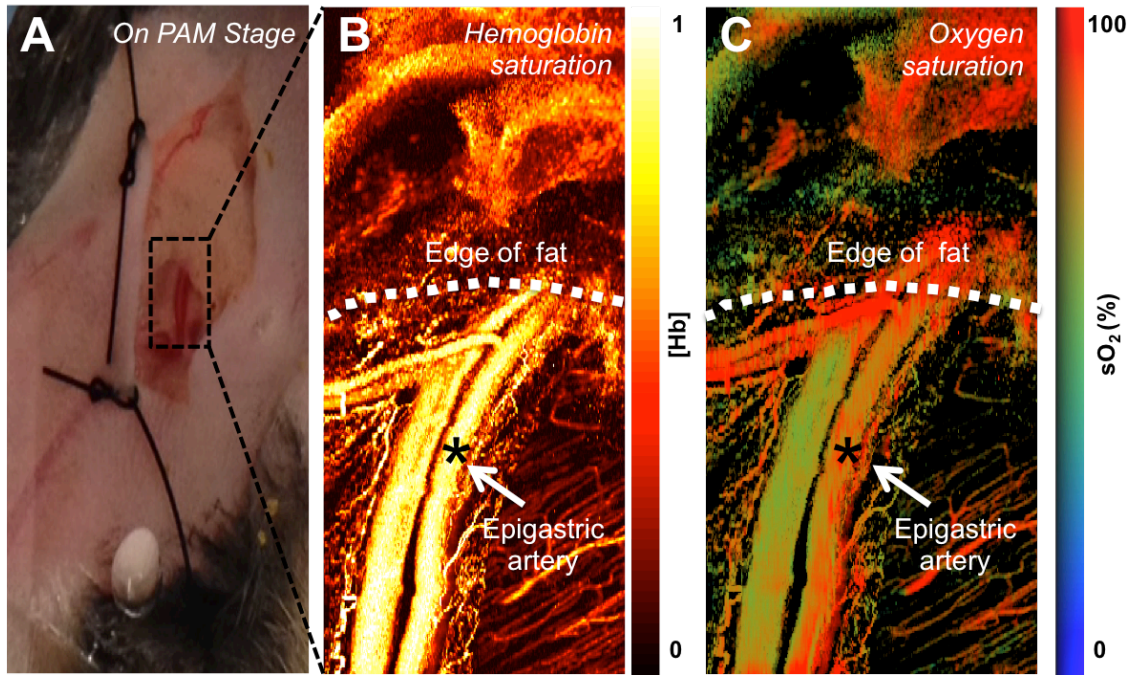 A
On PAM Stage
B
Hemoglobin
saturation
Edge of fat
*
Epigastric
artery
1
[Hb]
0
C
Oxygen
saturation
Edge of fat
*
Epigastric
artery
100
sO₂(%)
0